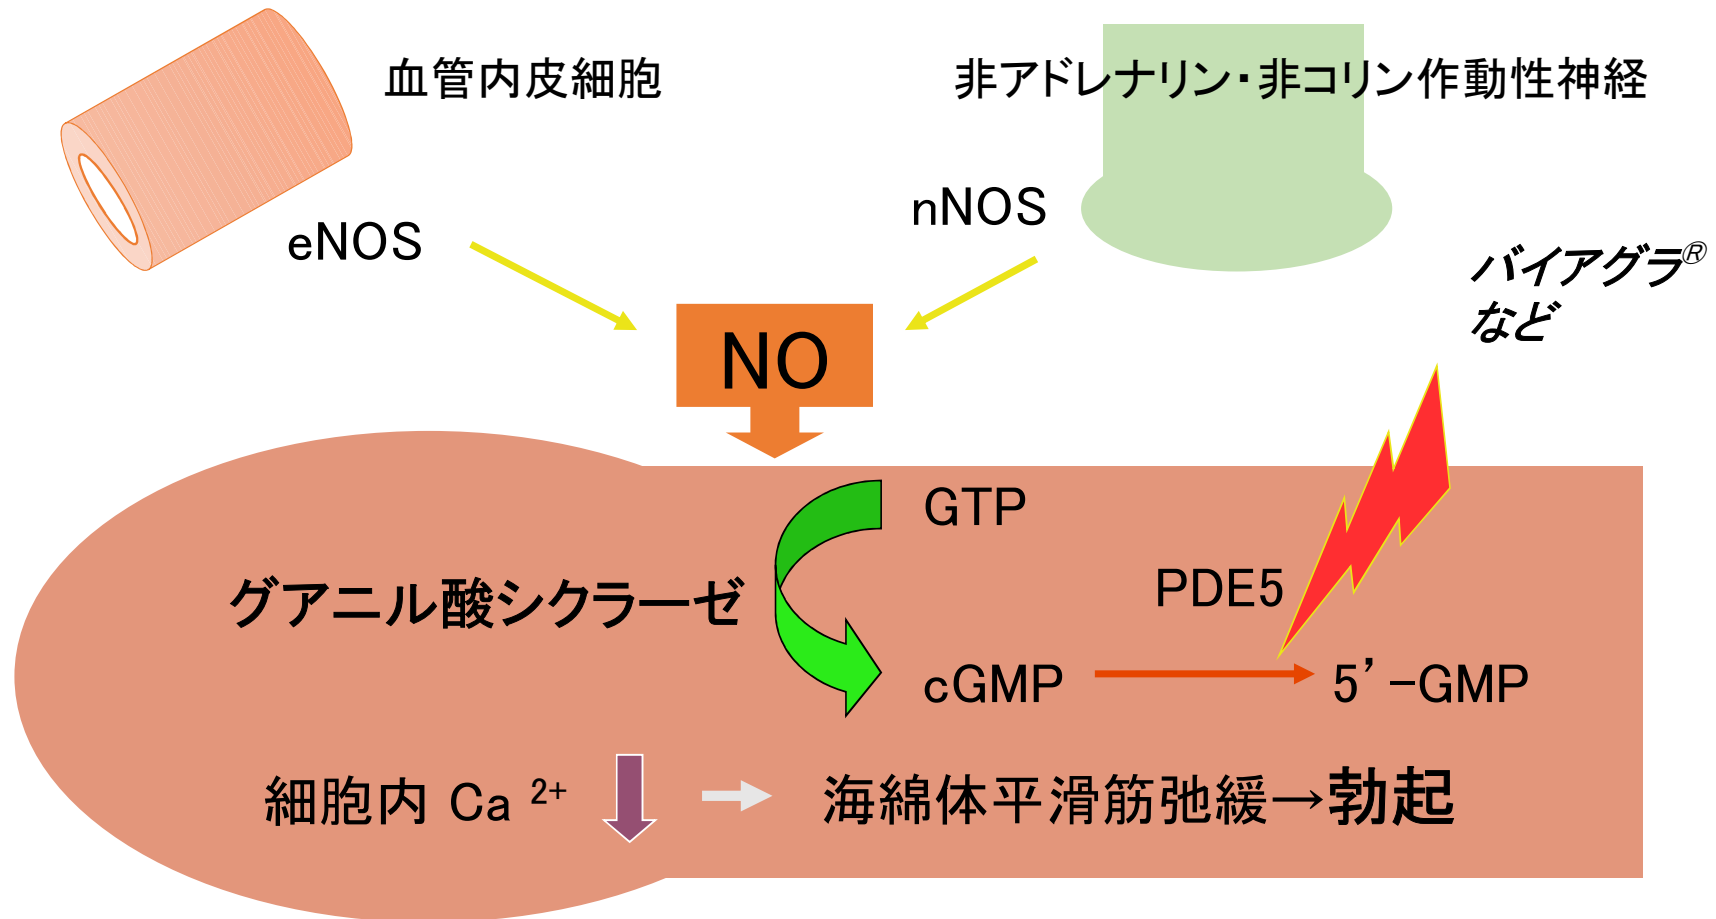 血管内皮細胞
非アドレナリン・非コリン作動性神経
eNOS
nNOS
バイアグラ®
など
NO
GTP
グアニル酸シクラーゼ
PDE5
cGMP
5’-GMP
細胞内 Ca 2+
海綿体平滑筋弛緩→勃起